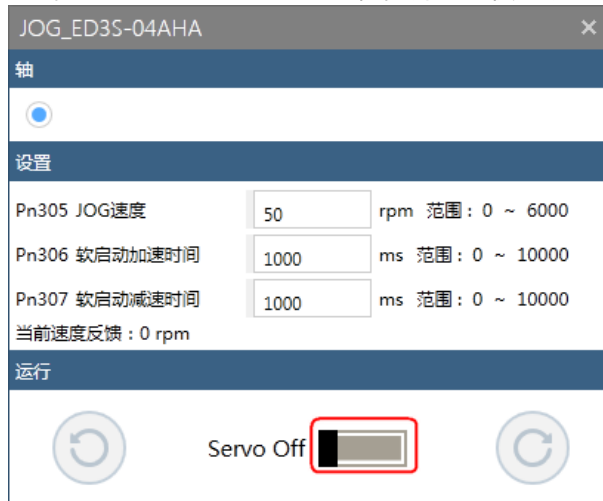 JOG_ED3S-04AHA
轴
设置
Pn305 JOG速度 50 rpm 范围：0 ~ 6000
Pn306 软启动加速时间 1000 ms 范围：0 ~ 10000
Pn307 软启动减速时间 1000 ms 范围：0 ~ 10000
当前速度反馈：0 rpm
运行
Servo Off